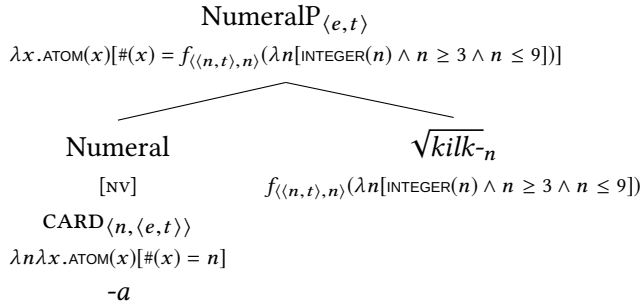 NumeralP⟨e,t⟩
λx.ATOM(x)[#(x) = f⟨⟨n,t⟩,n⟩(λn[INTEGER(n) ∧ n ≥ 3 ∧ n ≤ 9])]
Numeral √kilk-n
[NV] f⟨⟨n,t⟩,n⟩(λn[INTEGER(n) ∧ n ≥ 3 ∧ n ≤ 9])
CARD⟨n,⟨e,t⟩⟩
λnλx.ATOM(x)[#(x) = n]
-a